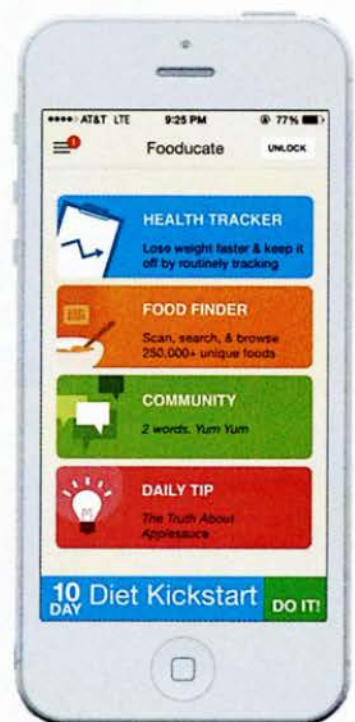 AT&T LTE 9:25 PM 77%
1
Fooducate UNLOCK
HEALTH TRACKER
Lose weight faster & keep it
off by routinely tracking
FOOD FINDER
Scan, search, & browse
250,000+ unique foods
COMMUNITY
2 words. Yum Yum
DAILY TIP
The Truth About
Applesauce
10 DAY Diet Kickstart DO IT!